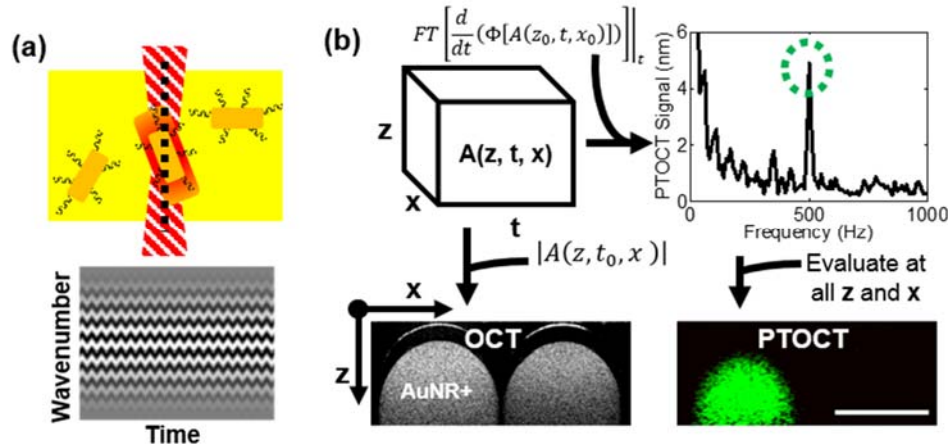 (a)
Wavenumber
Time
(b)
FT [d/dt (Φ[A(z₀, t, x₀)])]|ₜ
z
A(z, t, x)
x
t
|A(z, t₀, x)|
PTOCT Signal (nm)
6
4
2
0
0
500
1000
Frequency (Hz)
Evaluate at
all z and x
x
z
OCT
AuNR+
PTOCT